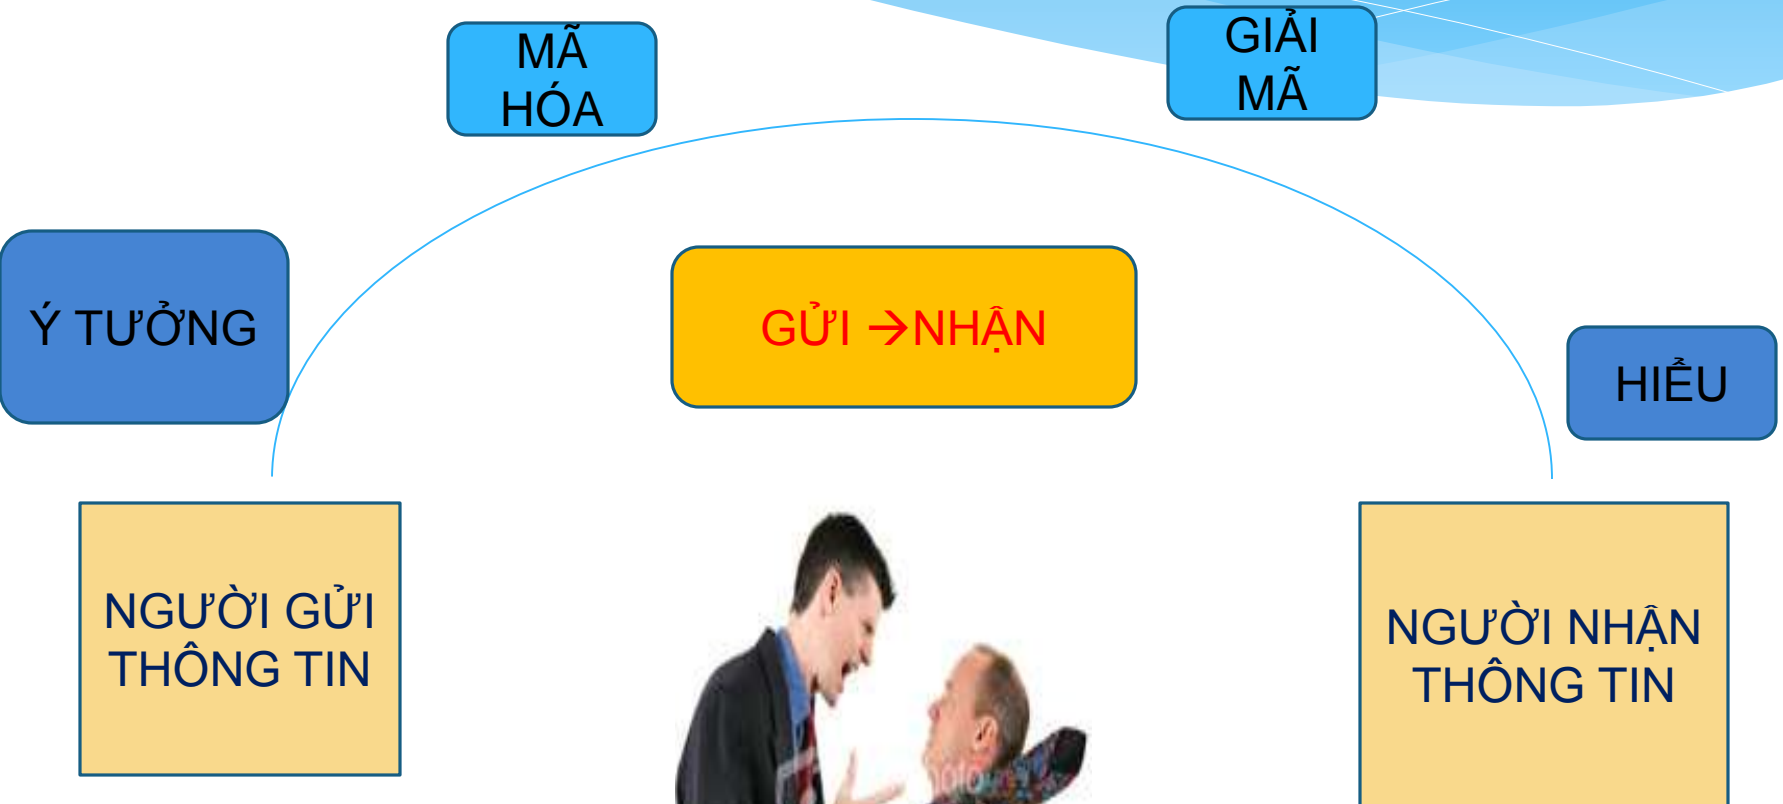 MÃ
HÓA
GIẢI
MÃ
Ý TƯỞNG
GỬI →NHẬN
HIỂU
NGƯỜI GỬI
THÔNG TIN
NGƯỜI NHẬN
THÔNG TIN